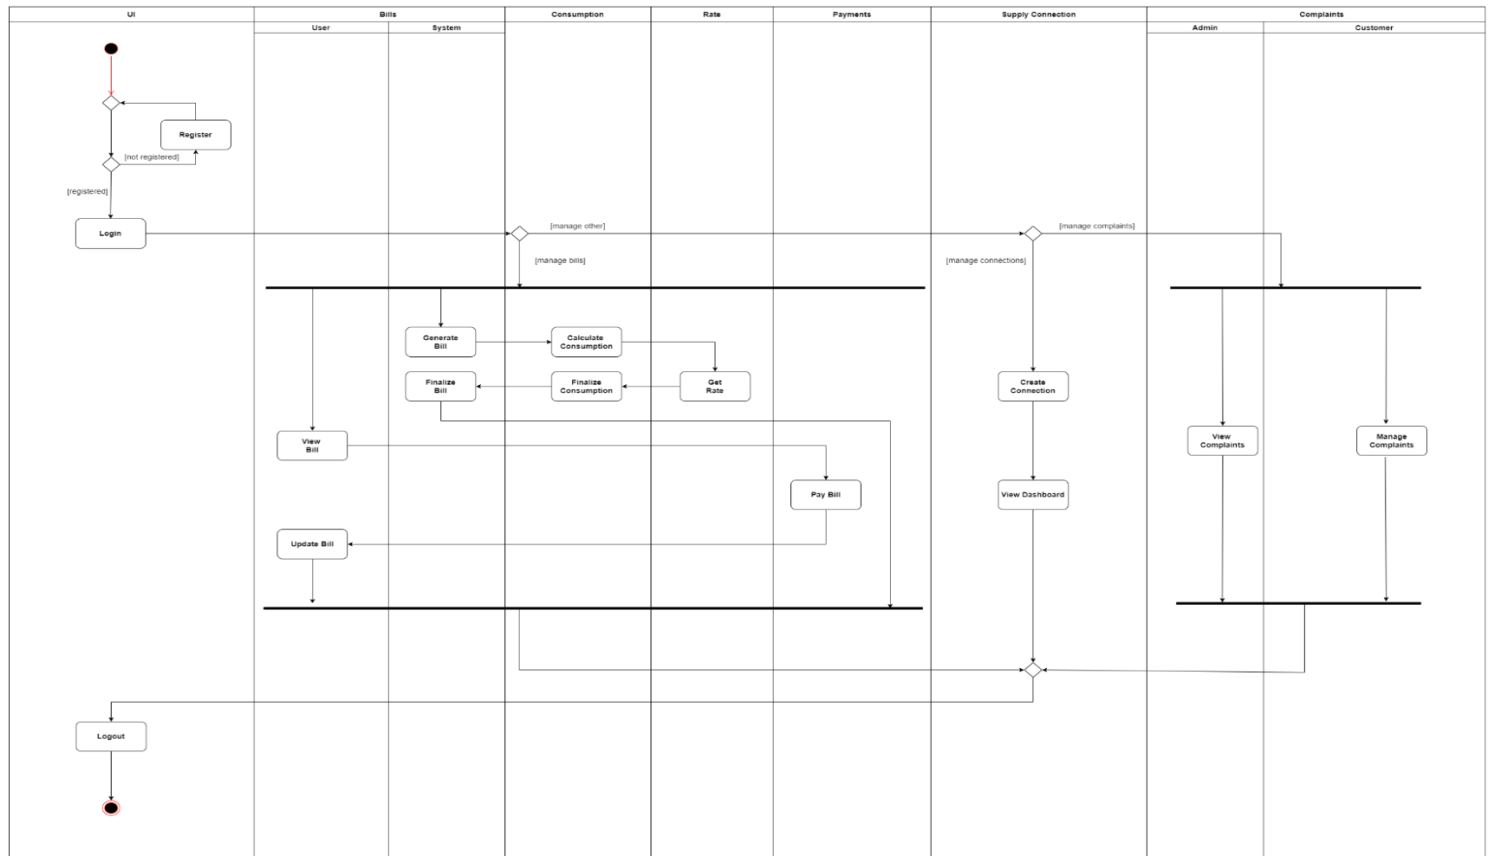 UI
Bills
Consumption
Rate
Payments
Supply Connection
Complaints
User
System
Admin
Customer
Register
[not registered]
[registered]
Login
[manage other]
[manage complaints]
[manage bills]
[manage connections]
Generate
Bill
Calculate
Consumption
Finalize
Bill
Finalize
Consumption
Get
Rate
Create
Connection
View
Bill
View
Complaints
Manage
Complaints
Pay Bill
View Dashboard
Update Bill
Logout